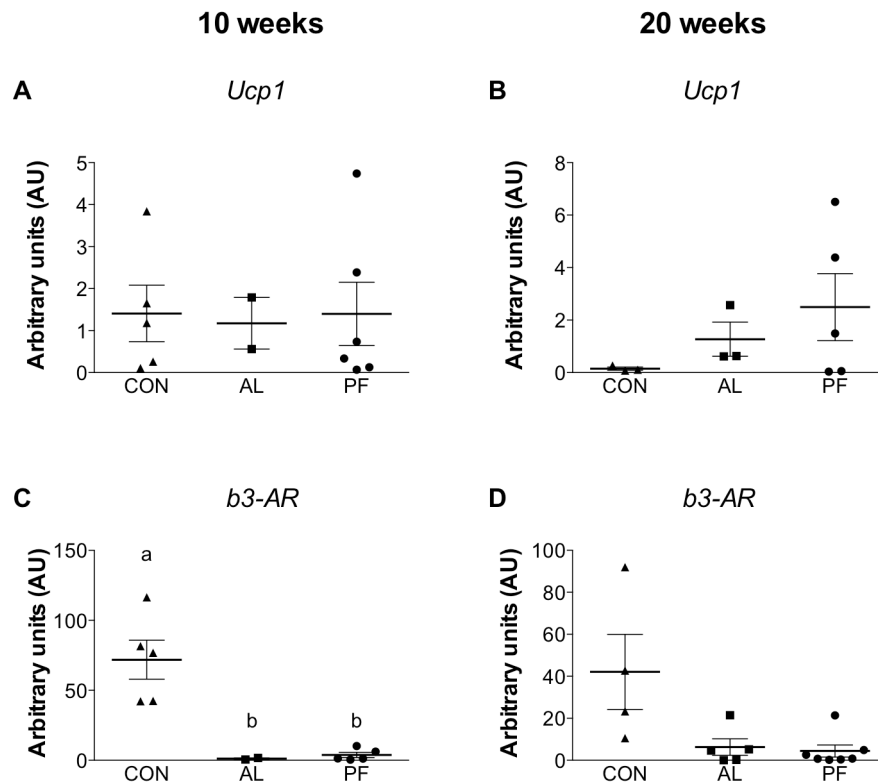 10 weeks
20 weeks
A
Ucp1
Arbitrary units (AU)
5
4
3
2
1
0
CON
AL
PF
B
Ucp1
Arbitrary units (AU)
8
6
4
2
0
CON
AL
PF
C
b3-AR
Arbitrary units (AU)
150
100
50
0
a
b
b
CON
AL
PF
D
b3-AR
Arbitrary units (AU)
100
80
60
40
20
0
CON
AL
PF